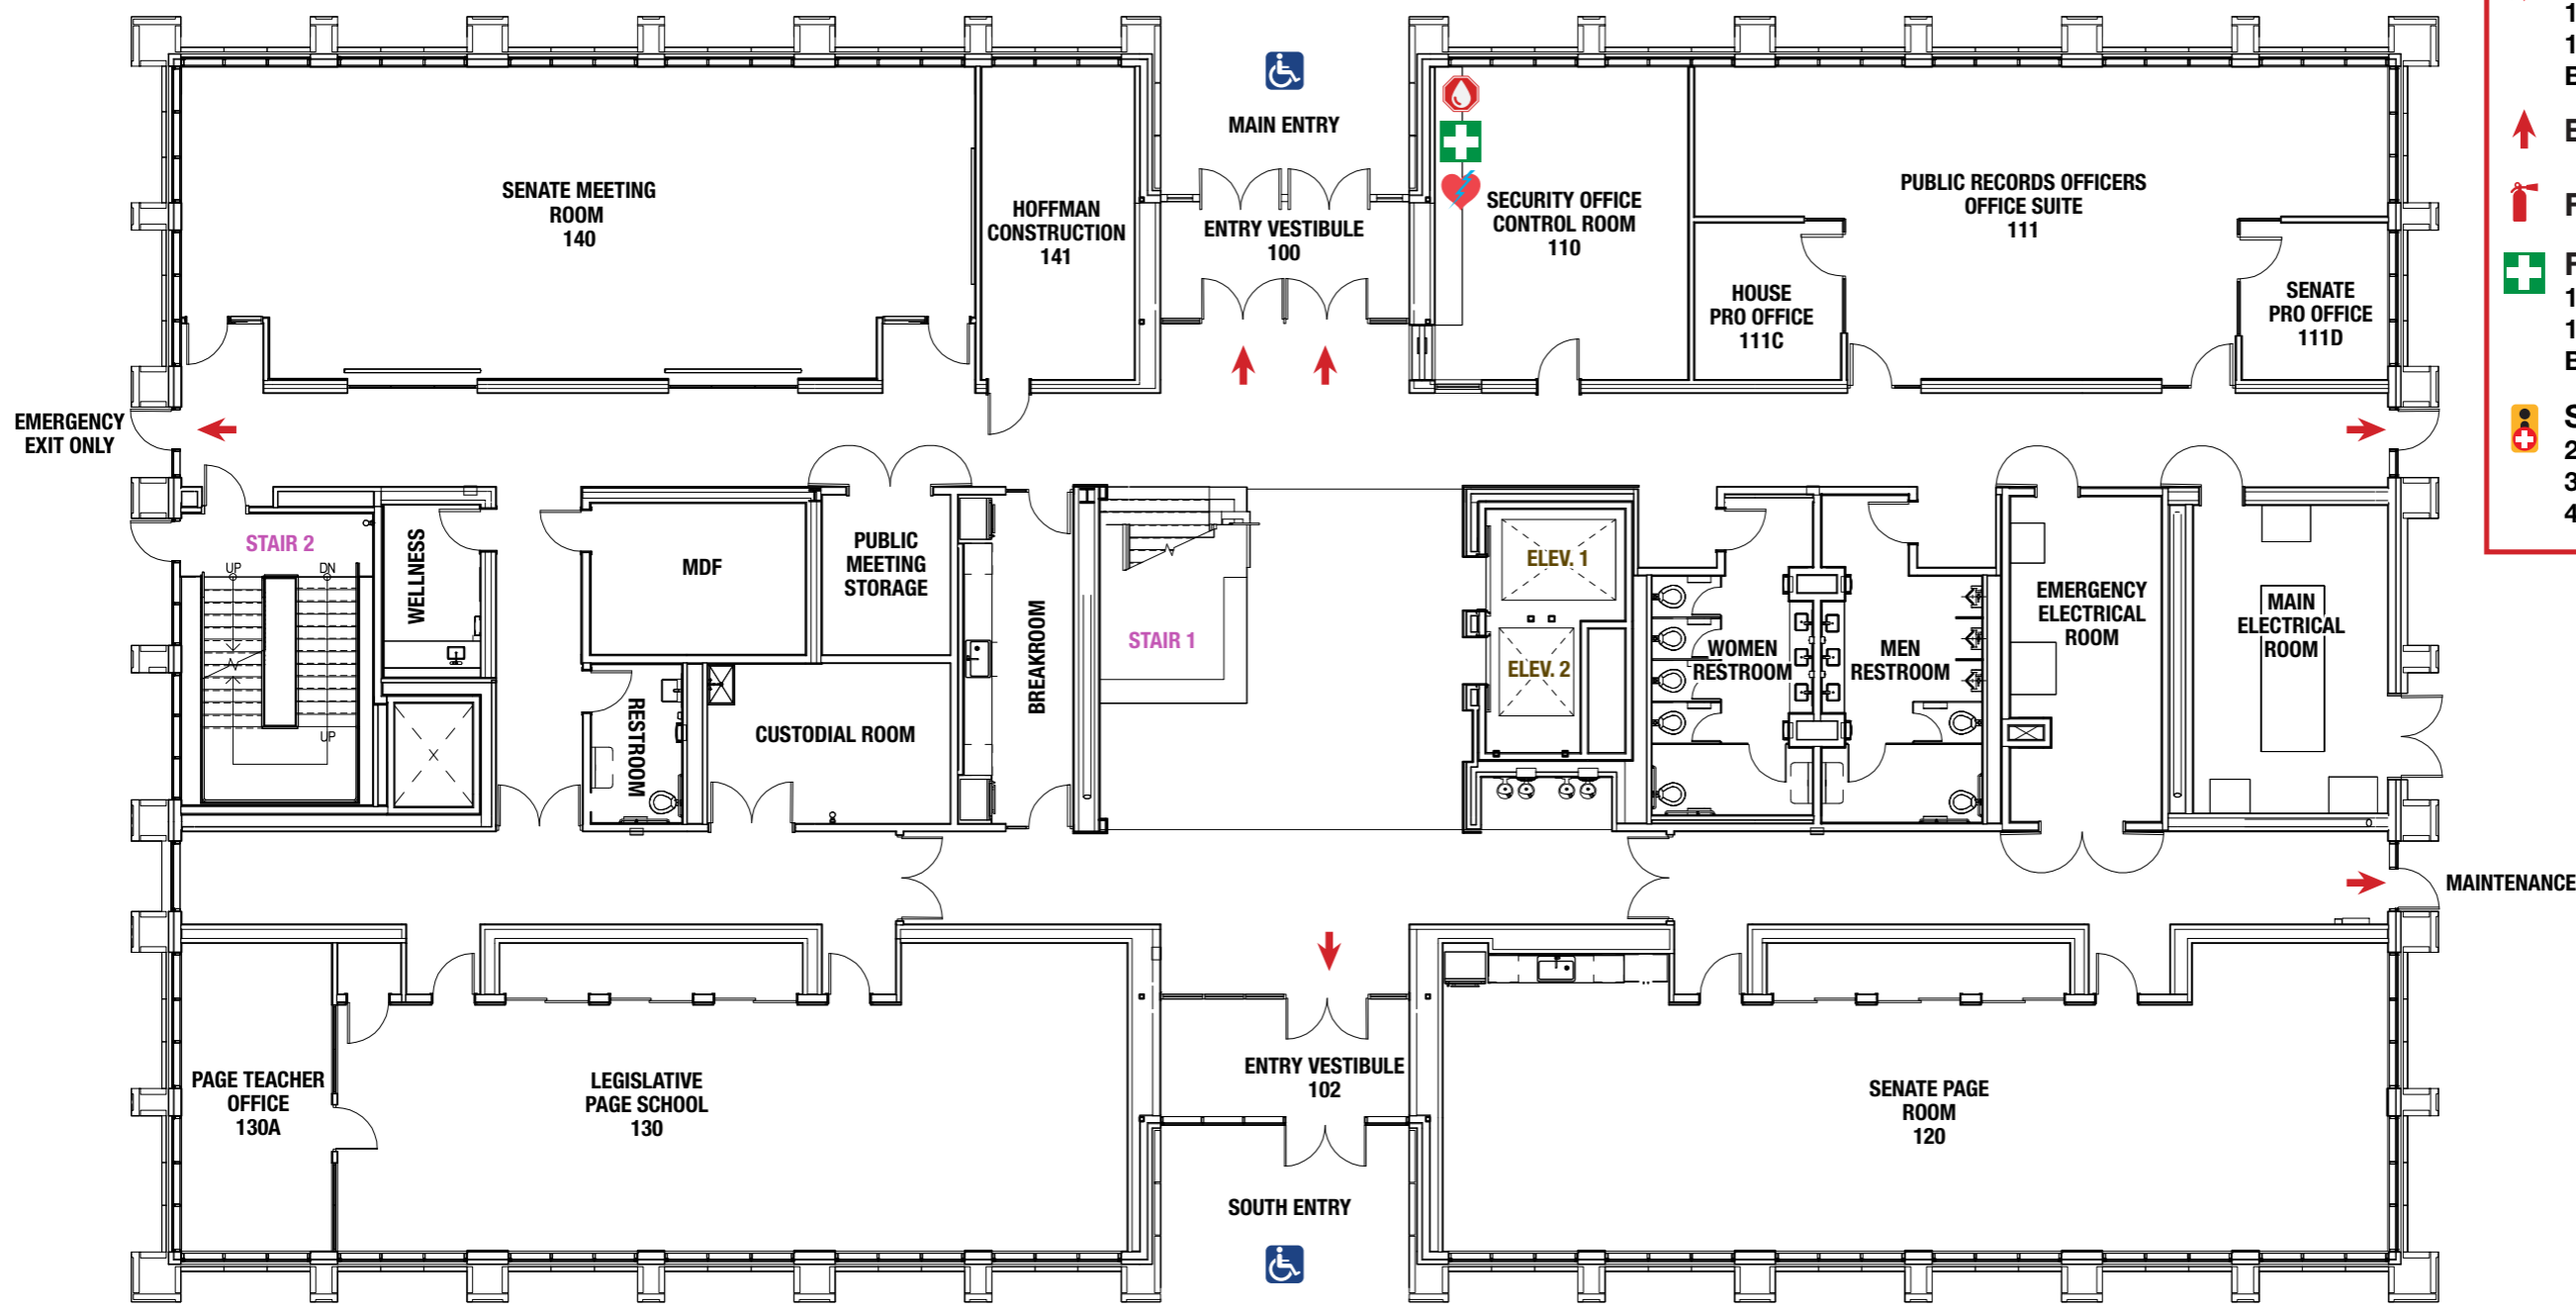 MAIN ENTRY
SENATE MEETING
ROOM
140
HOFFMAN
CONSTRUCTION
141
ENTRY VESTIBULE
100
SECURITY OFFICE
CONTROL ROOM
110
PUBLIC RECORDS OFFICERS
OFFICE SUITE
111
HOUSE
PRO OFFICE
111C
SENATE
PRO OFFICE
111D
EMERGENCY
EXIT ONLY
STAIR 2
UP
DN
UP
WELLNESS
MDF
PUBLIC
MEETING
STORAGE
BREAKROOM
STAIR 1
ELEV. 1
ELEV. 2
WOMEN
RESTROOM
MEN
RESTROOM
EMERGENCY
ELECTRICAL
ROOM
MAIN
ELECTRICAL
ROOM
RESTROOM
CUSTODIAL ROOM
MAINTENANCE
PAGE TEACHER
OFFICE
130A
LEGISLATIVE
PAGE SCHOOL
130
ENTRY VESTIBULE
102
SENATE PAGE
ROOM
120
SOUTH ENTRY